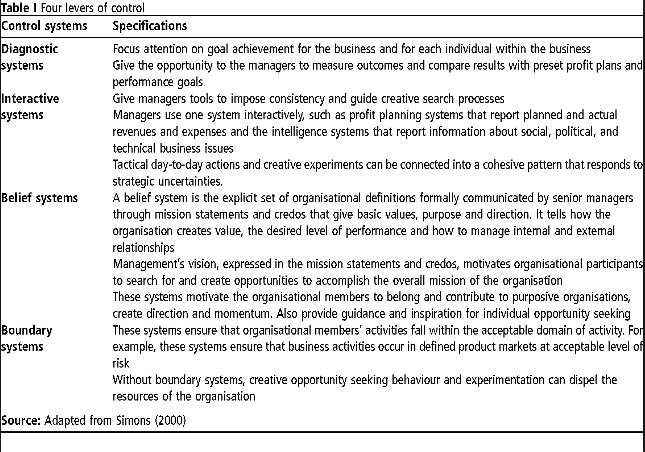 Table I Four levers of control
Control systems Specifications
Diagnostic systems Focus attention on goal achievement for the business and for each individual within the business
Give the opportunity to the managers to measure outcomes and compare results with preset profit plans and
performance goals
Interactive systems Give managers tools to impose consistency and guide creative search processes
Managers use one system interactively, such as profit planning systems that report planned and actual
revenues and expenses and the intelligence systems that report information about social, political, and
technical business issues
Tactical day-to-day actions and creative experiments can be connected into a cohesive pattern that responds to
strategic uncertainties.
Belief systems A belief system is the explicit set of organisational definitions formally communicated by senior managers
through mission statements and credos that give basic values, purpose and direction. It tells how the
organisation creates value, the desired level of performance and how to manage internal and external
relationships
Management's vision, expressed in the mission statements and credos, motivates organisational participants
to search for and create opportunities to accomplish the overall mission of the organisation
These systems motivate the organisational members to belong and contribute to purposive organisations,
create direction and momentum. Also provide guidance and inspiration for individual opportunity seeking
Boundary systems These systems ensure that organisational members' activities fall within the acceptable domain of activity. For
example, these systems ensure that business activities occur in defined product markets at acceptable level of
risk
Without boundary systems, creative opportunity seeking behaviour and experimentation can dispel the
resources of the organisation
Source: Adapted from Simons (2000)